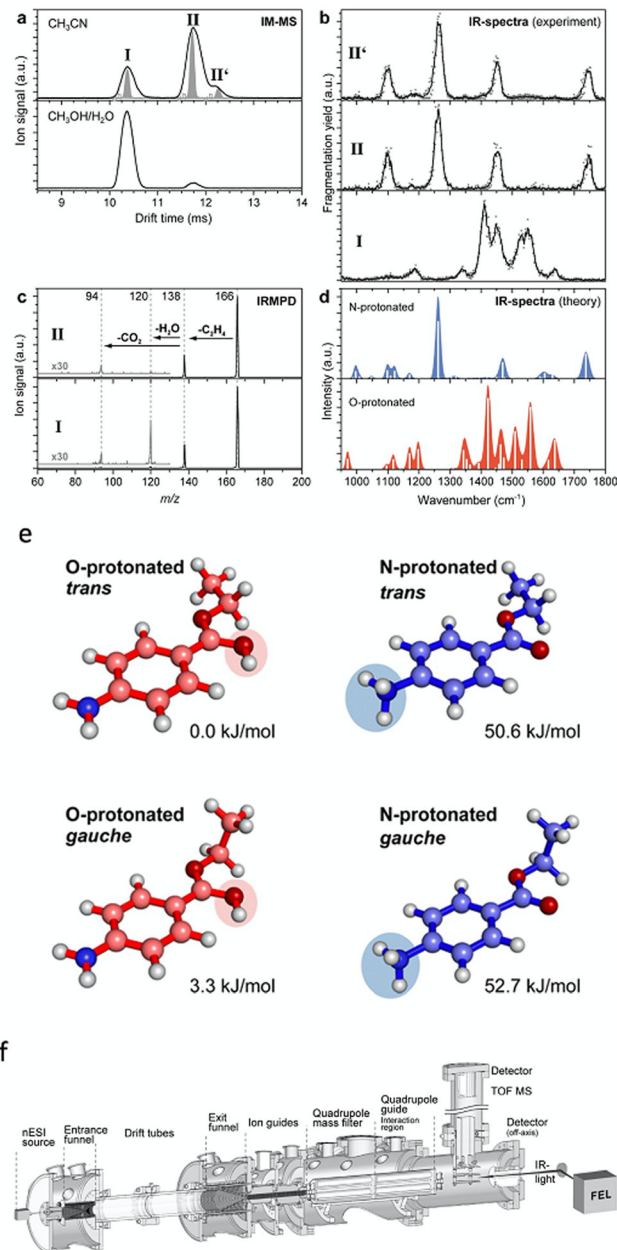 a
CH₃CN
IM-MS
I
II
II‘
Ion signal (a.u.)
CH₃OH/H₂O
9 10 11 12 13 14
Drift time (ms)
b
IR-spectra (experiment)
II‘
II
I
Fragmentation yield (a.u.)
c
94 120 138 166
IRMPD
-CO₂ -H₂O -C₂H₄
II
x30
Ion signal (a.u.)
I
x30
60 80 100 120 140 160 180 200
m/z
d
IR-spectra (theory)
N-protonated
Intensity (a.u.)
O-protonated
1000 1100 1200 1300 1400 1500 1600 1700 1800
Wavenumber (cm⁻¹)
e
O-protonated
trans
0.0 kJ/mol
N-protonated
trans
50.6 kJ/mol
O-protonated
gauche
3.3 kJ/mol
N-protonated
gauche
52.7 kJ/mol
f
nESI
source
Entrance
funnel
Drift tubes
Exit
funnel
Ion guides
Quadrupole
mass filter
Quadrupole
guide
Interaction
region
Detector
TOF MS
Detector
(off-axis)
IR-
light
FEL